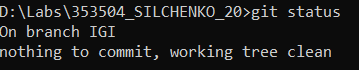 D:\Labs\353504_SILCHENKO_20>git status
On branch IGI
nothing to commit, working tree clean